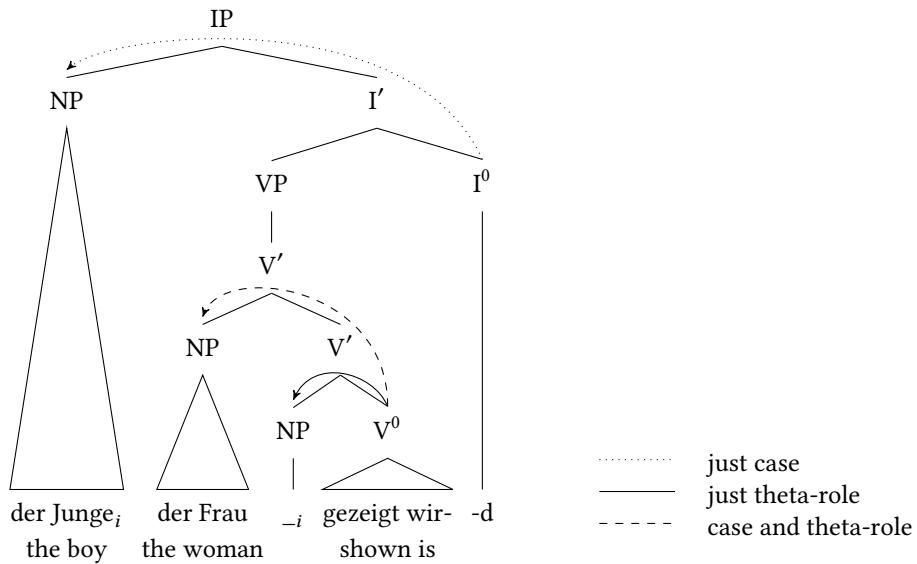 IP
NP I′
VP I⁰
V′
NP V′
NP V⁰
der Jungeᵢ der Frau _ᵢ gezeigt wir- -d
the boy the woman shown is
just case
just theta-role
case and theta-role